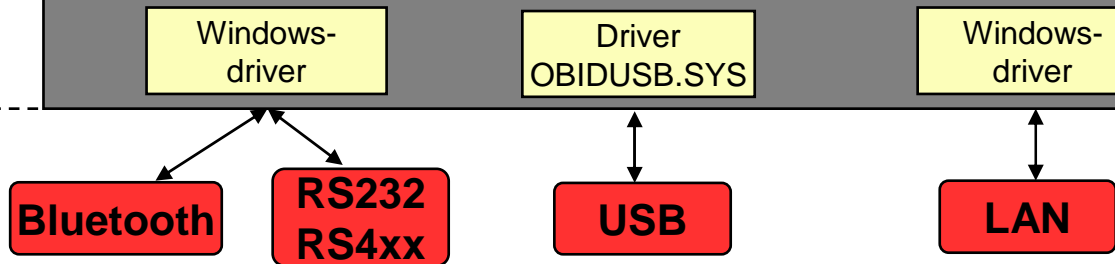 Windows-
driver
Driver
OBIDUSB.SYS
Windows-
driver
Bluetooth
RS232
RS4xx
USB
LAN